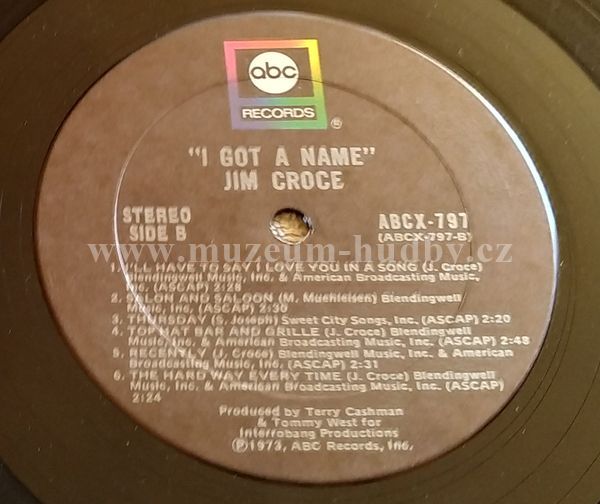 abc
RECORDS
®
"I GOT A NAME"
JIM CROCE
STEREO
SIDE B
ABCX-797
(ABCX-797-B)
www.muzeum-hudby.cz
1. I'LL HAVE TO SAY I LOVE YOU IN A SONG (J. Croce)
Blendingwell Music, Inc. & American Broadcasting Music,
Inc. (ASCAP) 2:28
2. SALON AND SALOON (M. Muehleisen) Blendingwell
Music, Inc. (ASCAP) 2:30
3. THURSDAY (S. Joseph) Sweet City Songs, Inc. (ASCAP) 2:20
4. TOP HAT BAR AND GRILLE (J. Croce) Blendingwell
Music, Inc. & American Broadcasting Music, Inc. (ASCAP) 2:48
5. RECENTLY (J. Croce) Blendingwell Music, Inc. & American
Broadcasting Music, Inc. (ASCAP) 2:31
6. THE HARD WAY EVERY TIME (J. Croce) Blendingwell
Music, Inc. & American Broadcasting Music, Inc. (ASCAP)
2:24
Produced by Terry Cashman
& Tommy West for
Interrobang Productions
Ⓟ1973, ABC Records, Inc.